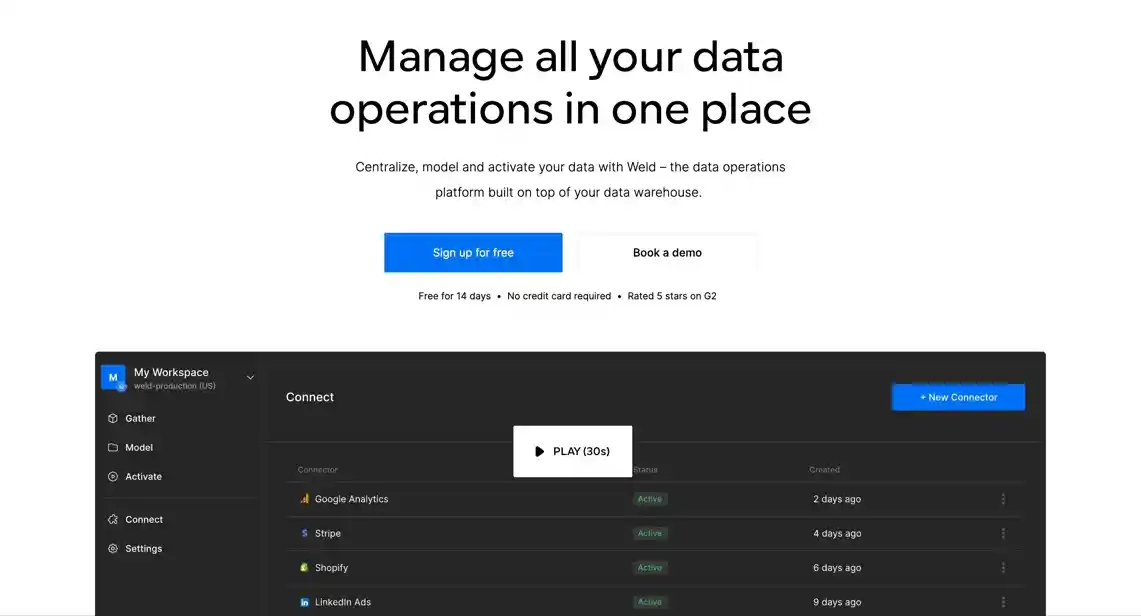 Manage all your data
operations in one place
Centralize, model and activate your data with Weld – the data operations
platform built on top of your data warehouse.
Sign up for free
Book a demo
Free for 14 days • No credit card required • Rated 5 stars on G2
M
My Workspace
weld-production (US)
Gather
Model
Activate
Connect
Settings
Connect
+ New Connector
PLAY (30s)
Connector Status Created
Google Analytics Active 2 days ago
Stripe Active 4 days ago
Shopify Active 6 days ago
LinkedIn Ads Active 9 days ago